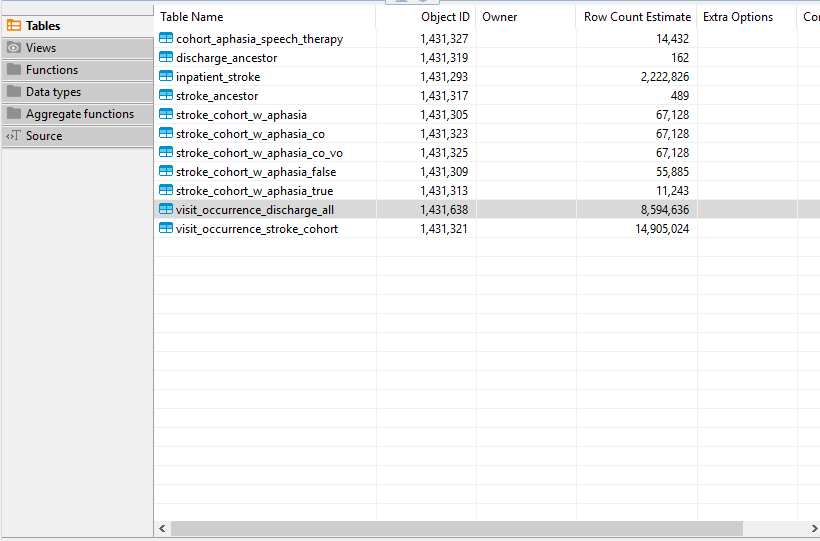 Table Name Object ID Owner Row Count Estimate Extra Options Co
Tables
Views
Functions
Data types
Aggregate functions
Source
cohort_aphasia_speech_therapy 1,431,327 14,432
discharge_ancestor 1,431,319 162
inpatient_stroke 1,431,293 2,222,826
stroke_ancestor 1,431,317 489
stroke_cohort_w_aphasia 1,431,305 67,128
stroke_cohort_w_aphasia_co 1,431,323 67,128
stroke_cohort_w_aphasia_co_vo 1,431,325 67,128
stroke_cohort_w_aphasia_false 1,431,309 55,885
stroke_cohort_w_aphasia_true 1,431,313 11,243
visit_occurrence_discharge_all 1,431,638 8,594,636
visit_occurrence_stroke_cohort 1,431,321 14,905,024